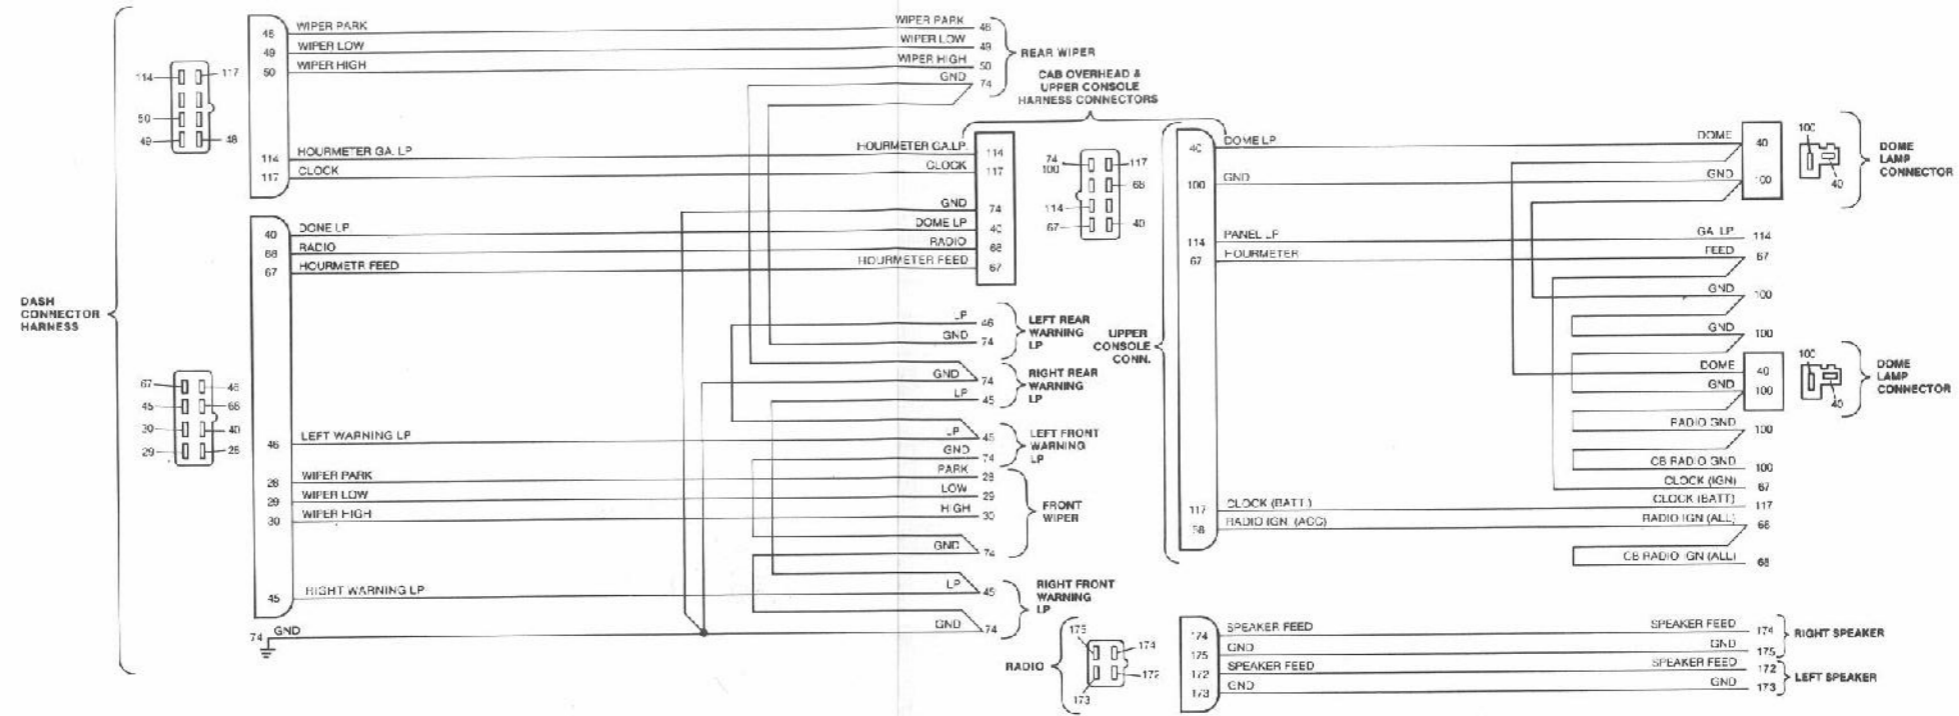 DASH
CONNECTOR
HARNESS
114
117
50
49
48
67
46
45
66
30
40
29
28
48 WIPER PARK
49 WIPER LOW
50 WIPER HIGH
114 HOURMETER GA. LP
117 CLOCK
40 DONE LP
68 RADIO
67 HOURMETR FEED
46 LEFT WARNING LP
28 WIPER PARK
29 WIPER LOW
30 WIPER HIGH
45 RIGHT WARNING LP
74 GND
WIPER PARK 48
WIPER LOW 49
WIPER HIGH 50
GND 74
REAR WIPER
CAB OVERHEAD &
UPPER CONSOLE
HARNESS CONNECTORS
HOURMETER GA.LP. 114
CLOCK 117
GND 74
DOME LP 40
RADIO 68
HOURMETER FEED 67
74
100
117
68
114
67
40
LP 46
GND 74
LEFT REAR
WARNING
LP
GND 74
LP 45
RIGHT REAR
WARNING
LP
LP 45
GND 74
LEFT FRONT
WARNING
LP
PARK 28
LOW 29
HIGH 30
GND 74
FRONT
WIPER
LP 45
GND 74
RIGHT FRONT
WARNING
LP
UPPER
CONSOLE
CONN.
40 DOME LP
100 GND
114 PANEL LP
67 HOURMETER
117 CLOCK (BATT.)
68 RADIO IGN. (ACC)
DOME 40
GND 100
100
40
DOME
LAMP
CONNECTOR
GA. LP 114
FEED 67
GND 100
GND 100
DOME 40
GND 100
100
40
DOME
LAMP
CONNECTOR
RADIO GND 100
CB RADIO GND 100
CLOCK (IGN) 67
CLOCK (BATT) 117
RADIO IGN (ALL) 68
CB RADIO IGN (ALL) 68
RADIO
175
174
172
173
174 SPEAKER FEED
175 GND
172 SPEAKER FEED
173 GND
SPEAKER FEED 174
GND 175
RIGHT SPEAKER
SPEAKER FEED 172
GND 173
LEFT SPEAKER